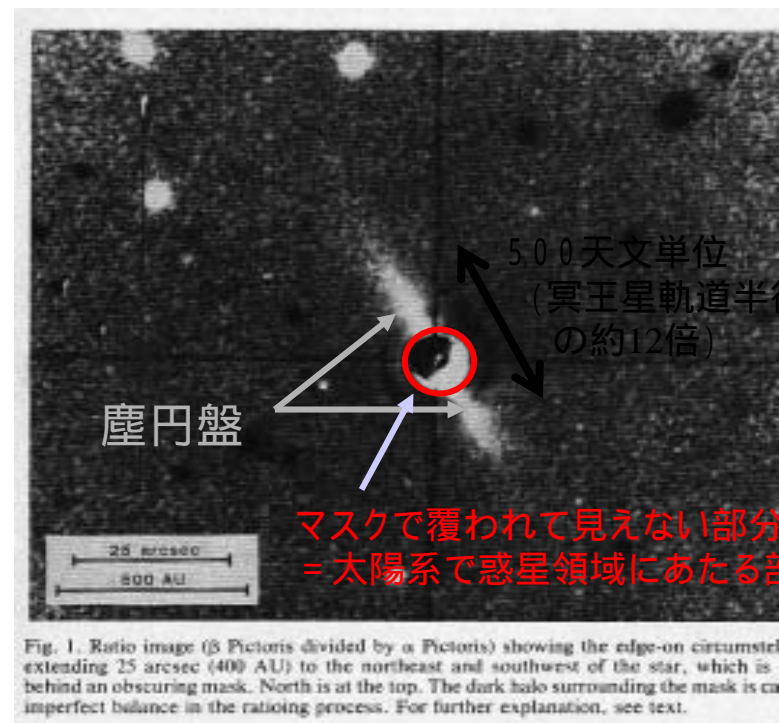 500天文単位
(冥王星軌道半径
の約12倍)
塵円盤
マスクで覆われて見えない部分
=太陽系で惑星領域にあたる部
25 arcsec
500 AU
Fig. 1. Ratio image (β Pictoris divided by α Pictoris) showing the edge-on circumstel
extending 25 arcsec (400 AU) to the northeast and southwest of the star, which is
behind an obscuring mask. North is at the top. The dark halo surrounding the mask is ca
imperfect balance in the ratioing process. For further explanation, see text.